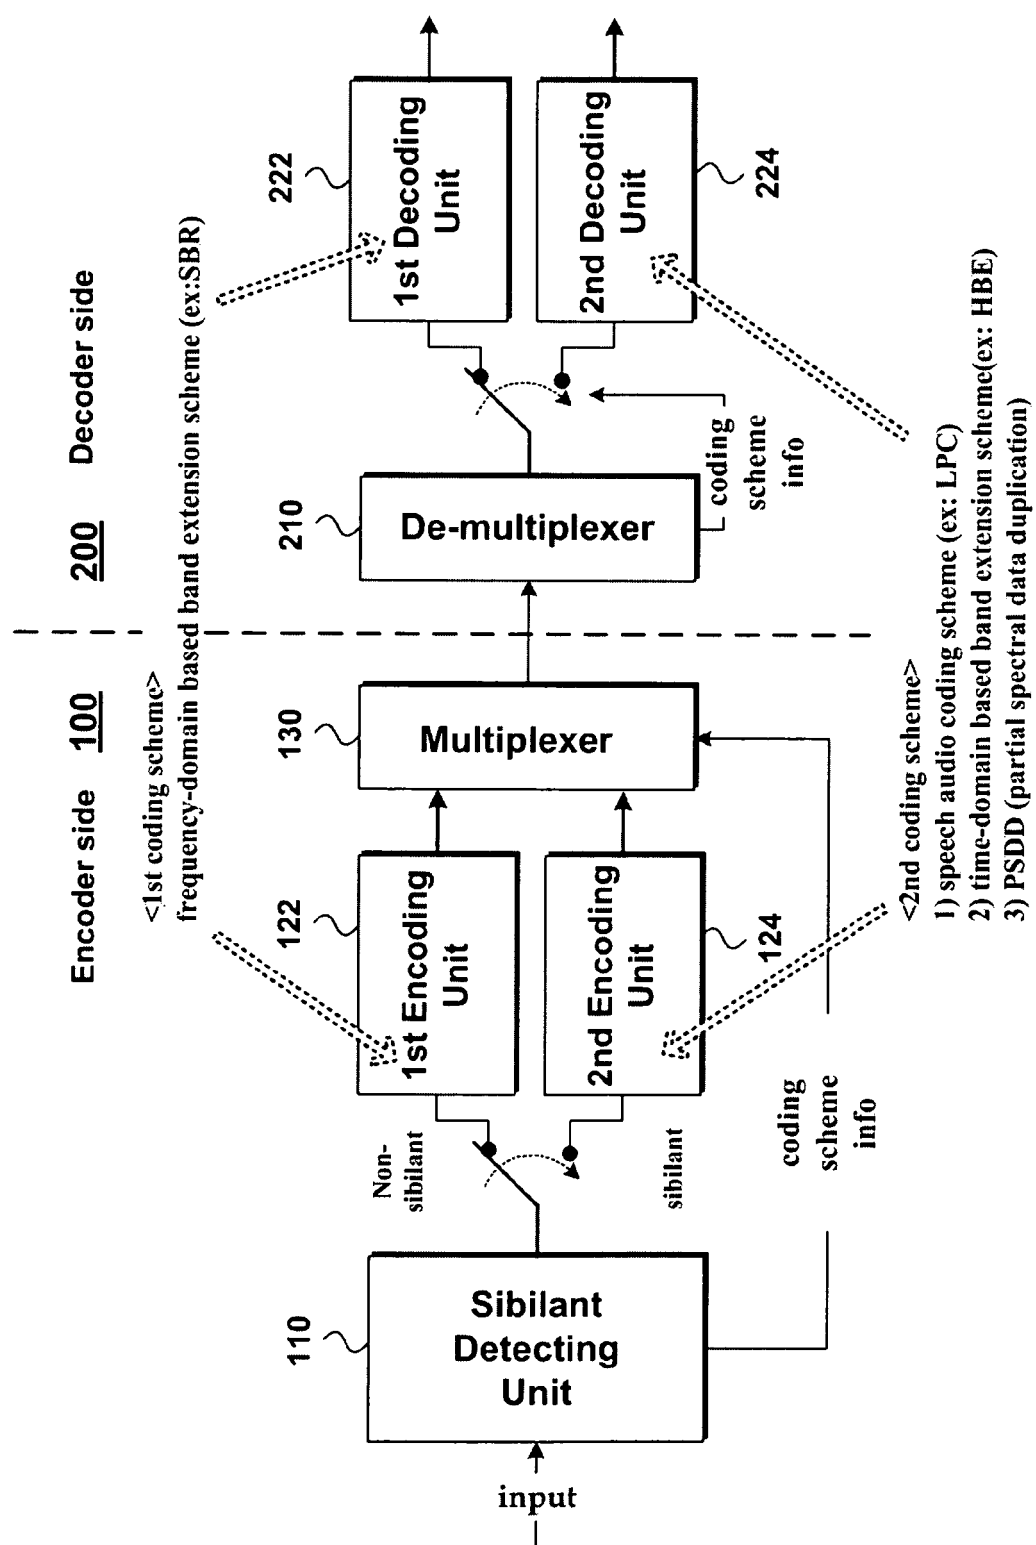 Encoder side 100
200 Decoder side
<1st coding scheme>
frequency-domain based band extension scheme (ex:SBR)
110
Sibilant
Detecting
Unit
input
Non-
sibilant
sibilant
122
1st Encoding
Unit
2nd Encoding
Unit
124
130
Multiplexer
coding
scheme
info
210
De-multiplexer
coding
scheme
info
222
1st Decoding
Unit
2nd Decoding
Unit
224
<2nd coding scheme>
1) speech audio coding scheme (ex: LPC)
2) time-domain based band extension scheme(ex: HBE)
3) PSDD (partial spectral data duplication)